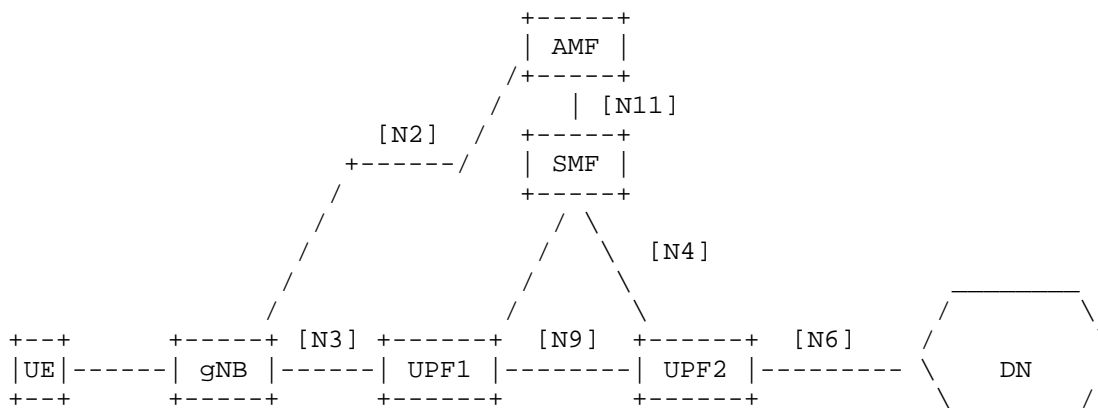 AMF
[N11]
[N2]
SMF
[N4]
[N3] [N9] [N6]
UE gNB UPF1 UPF2 DN